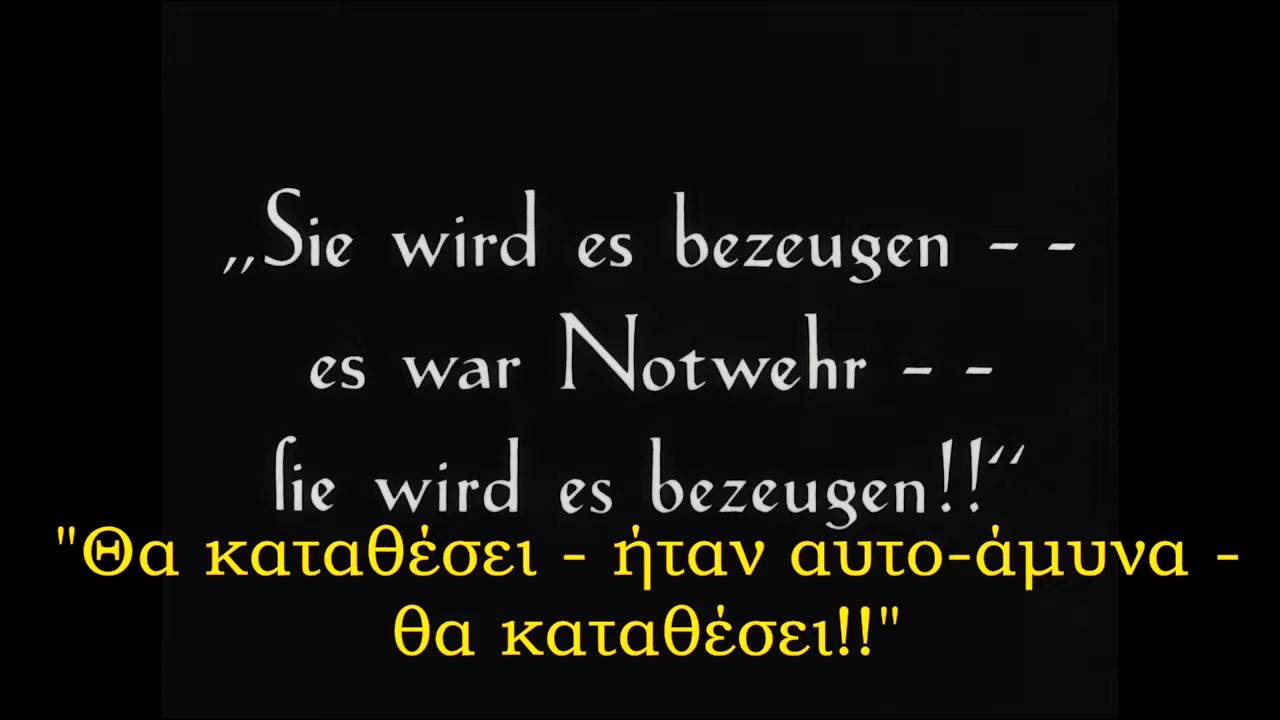 „Sie wird es bezeugen - -
es war Notwehr - -
ſie wird es bezeugen!!“
"Θα καταθέσει - ήταν αυτο-άμυνα -
θα καταθέσει!!"